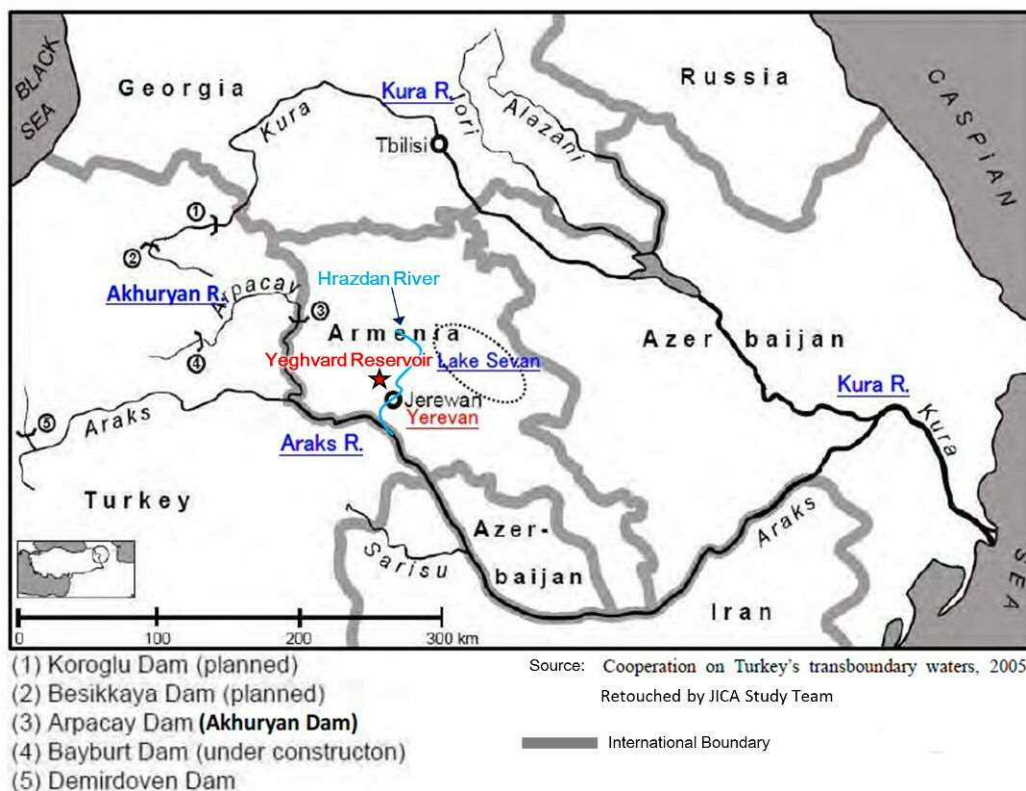 BLACK
SEA
Georgia
Kura
Kura R.
Jori
Alazani
Russia
CASPiAN
SEA
Tbilisi
①
②
Akhuryan R.
Arpacay
③
④
⑤
Hrazdan River
Armenia
Yeghvard Reservoir
Lake Sevan
Jerewan
Yerevan
Azer baijan
Kura R.
Kura
Araks
Araks R.
Turkey
Sarisu
Azer-
baijan
Araks
Iran
0 100 200 300 km
(1) Koroglu Dam (planned)
(2) Besikkaya Dam (planned)
(3) Arpacay Dam (Akhuryan Dam)
(4) Bayburt Dam (under constructon)
(5) Demirdoven Dam
Source: Cooperation on Turkey's transboundary waters, 2005
Retouched by JICA Study Team
International Boundary